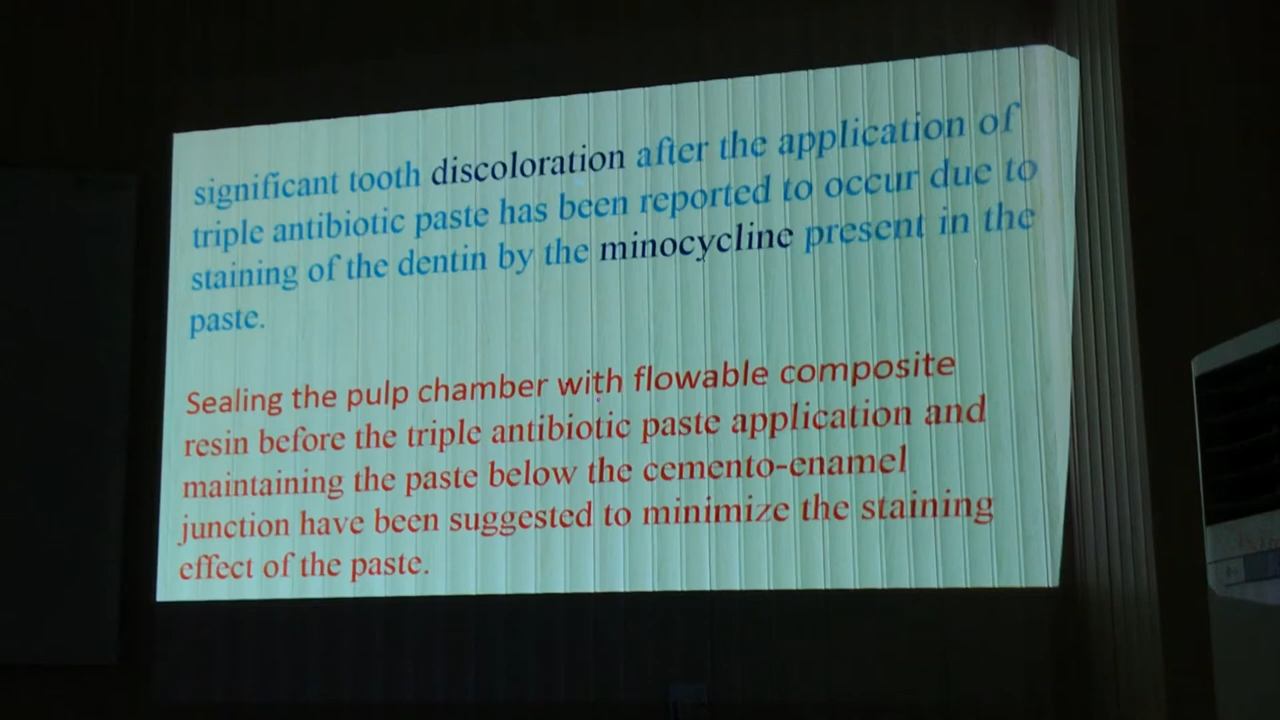 significant tooth discoloration after the application of
triple antibiotic paste has been reported to occur due to
staining of the dentin by the minocycline present in the
paste.
Sealing the pulp chamber with flowable composite
resin before the triple antibiotic paste application and
maintaining the paste below the cemento-enamel
junction have been suggested to minimize the staining
effect of the paste.